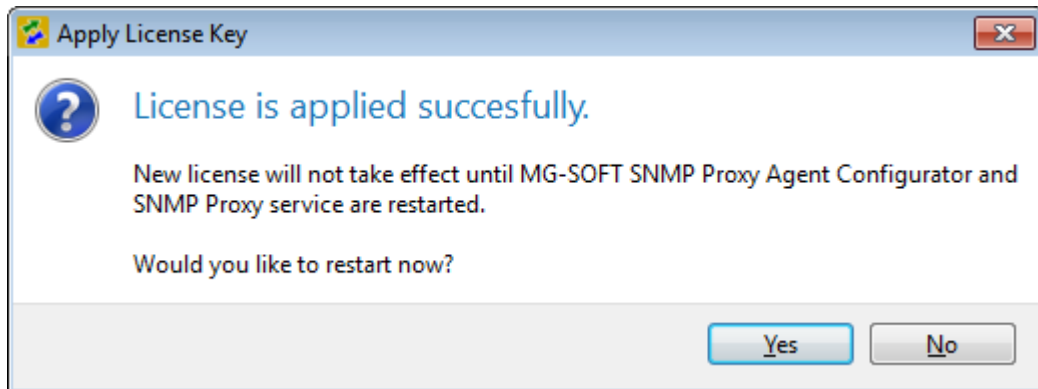 Apply License Key
License is applied succesfully.
New license will not take effect until MG-SOFT SNMP Proxy Agent Configurator and
SNMP Proxy service are restarted.
Would you like to restart now?
Yes
No